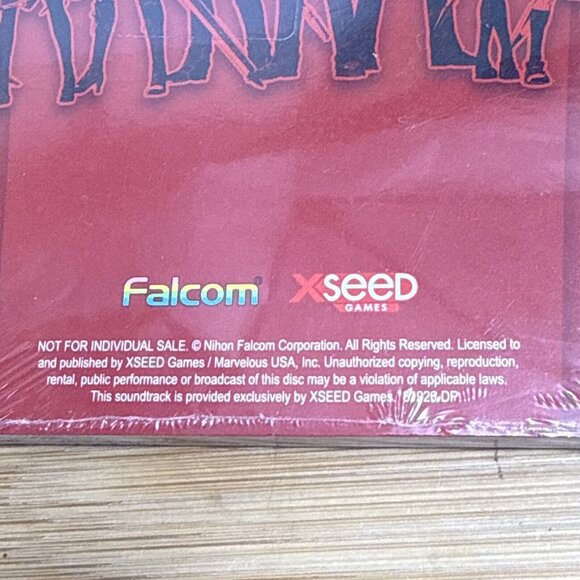 Falcom
XSEED
GAMES
NOT FOR INDIVIDUAL SALE. © Nihon Falcom Corporation. All Rights Reserved. Licensed to
and published by XSEED Games / Marvelous USA, Inc. Unauthorized copying, reproduction,
rental, public performance or broadcast of this disc may be a violation of applicable laws.
This soundtrack is provided exclusively by XSEED Games.